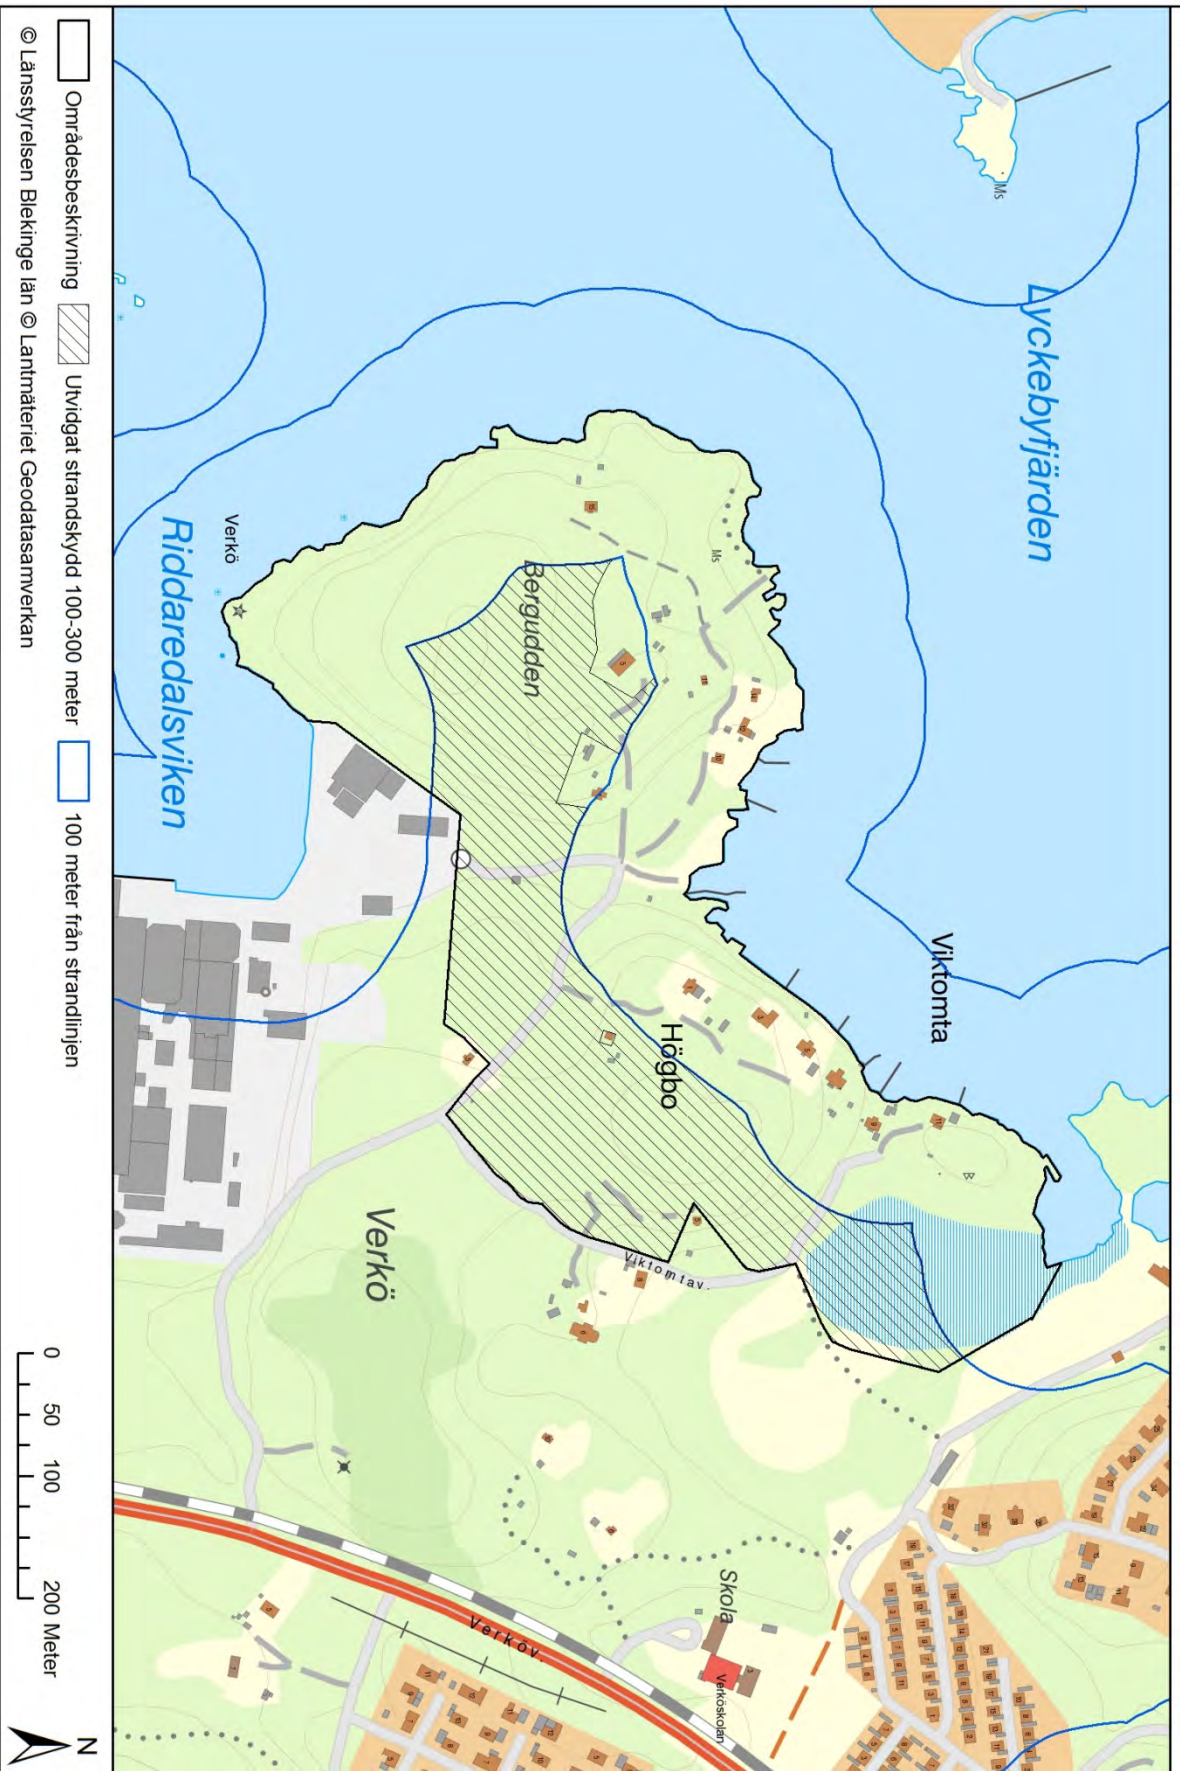 Lyckebyfjärden
Ms
Viktomta
Ms
Högbo
Bergudden
Verkö
Riddaredalsviken
Viktomtav.
Verkö
Skola
Verköskolan
Verköv.
Områdesbeskrivning
Utvidgat strandskydd 100-300 meter
100 meter från strandlinjen
© Länsstyrelsen Blekinge län © Lantmäteriet Geodatasamverkan
0 50 100 200 Meter
N